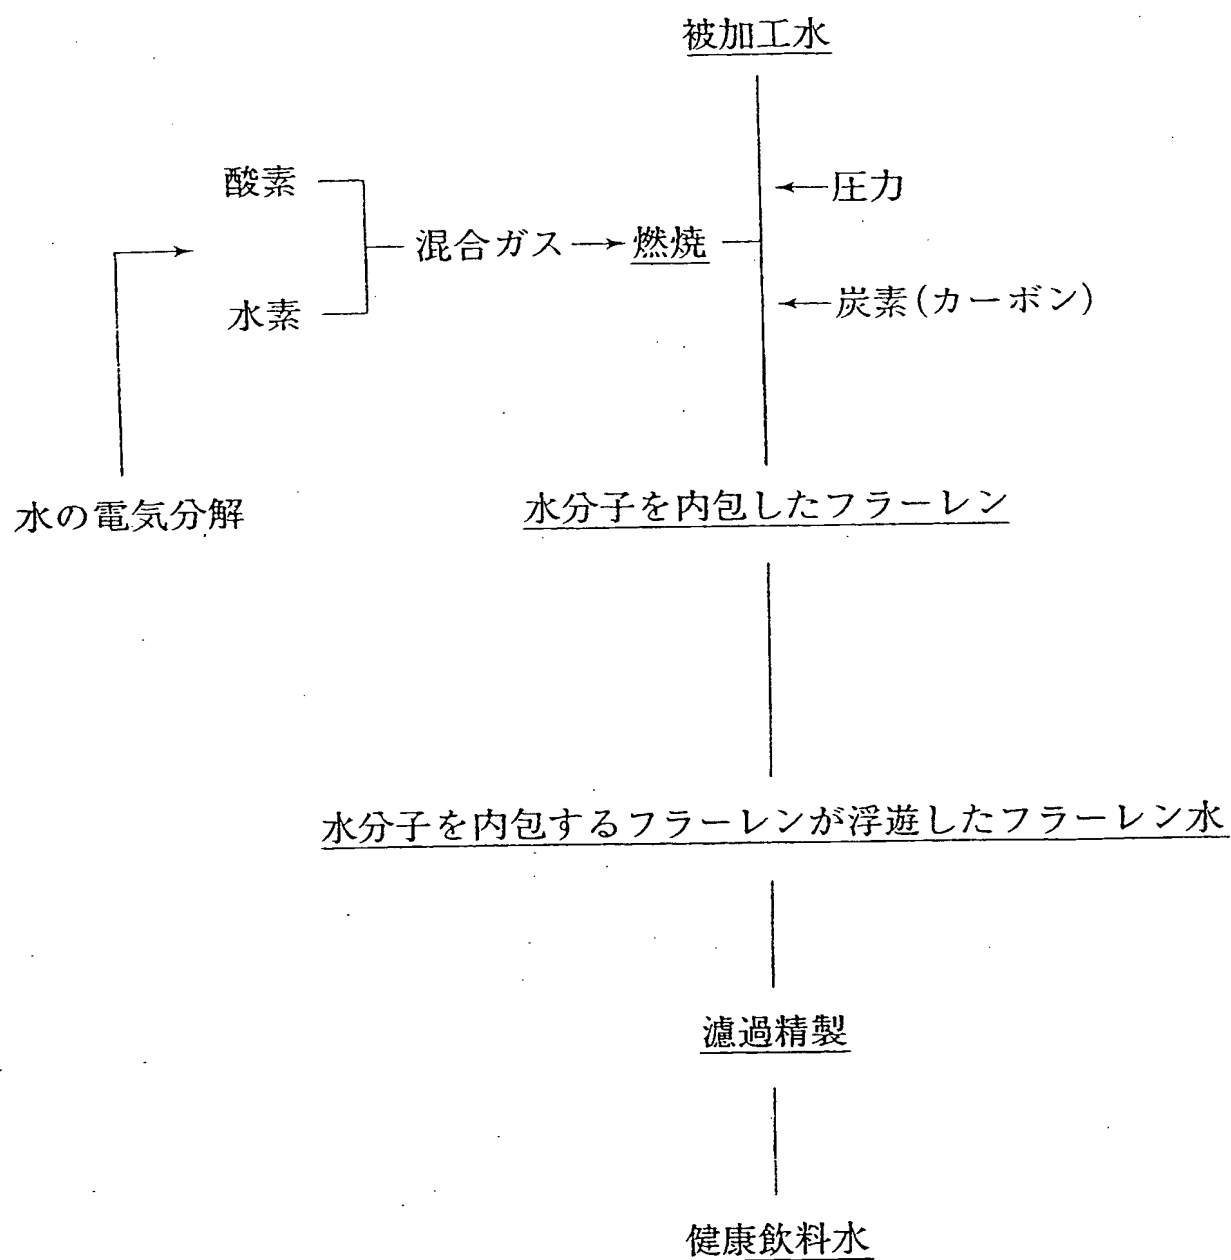 被加工水
酸素
圧力
混合ガス
燃焼
炭素(カーボン)
水素
水の電気分解
水分子を内包したフラーレン
水分子を内包するフラーレンが浮遊したフラーレン水
濾過精製
健康飲料水